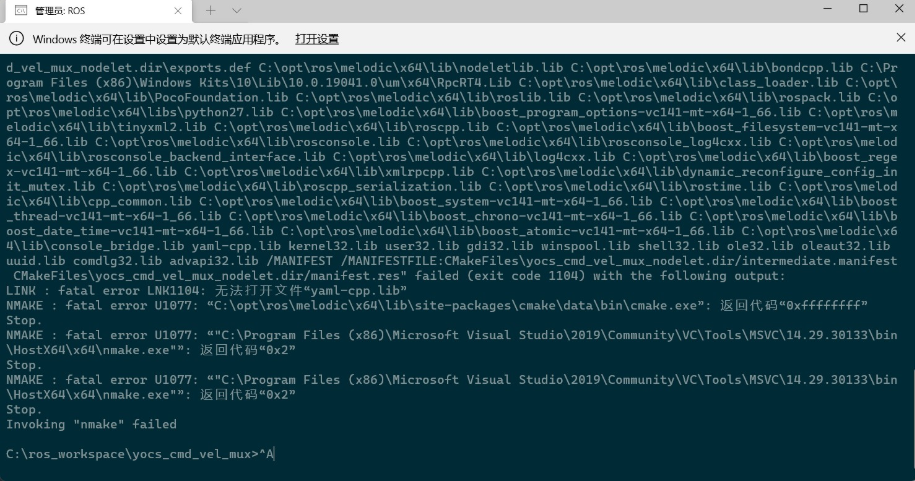 管理员: ROS
Windows 终端可在设置中设置为默认终端应用程序。 打开设置
d_vel_mux_nodelet.dir\exports.def C:\opt\ros\melodic\x64\lib\nodeletlib.lib C:\opt\ros\melodic\x64\lib\bondcpp.lib C:\Pr
ogram Files (x86)\Windows Kits\10\Lib\10.0.19041.0\um\x64\RpcRT4.Lib C:\opt\ros\melodic\x64\lib\class_loader.lib C:\opt\
ros\melodic\x64\lib\PocoFoundation.lib C:\opt\ros\melodic\x64\lib\roslib.lib C:\opt\ros\melodic\x64\lib\rospack.lib C:\o
pt\ros\melodic\x64\libs\python27.lib C:\opt\ros\melodic\x64\lib\boost_program_options-vc141-mt-x64-1_66.lib C:\opt\ros\m
elodic\x64\lib\tinyxml2.lib C:\opt\ros\melodic\x64\lib\roscpp.lib C:\opt\ros\melodic\x64\lib\boost_filesystem-vc141-mt-x
64-1_66.lib C:\opt\ros\melodic\x64\lib\rosconsole.lib C:\opt\ros\melodic\x64\lib\rosconsole_log4cxx.lib C:\opt\ros\melod
ic\x64\lib\rosconsole_backend_interface.lib C:\opt\ros\melodic\x64\lib\log4cxx.lib C:\opt\ros\melodic\x64\lib\boost_rege
x-vc141-mt-x64-1_66.lib C:\opt\ros\melodic\x64\lib\xmlrpcpp.lib C:\opt\ros\melodic\x64\lib\dynamic_reconfigure_config_in
it_mutex.lib C:\opt\ros\melodic\x64\lib\roscpp_serialization.lib C:\opt\ros\melodic\x64\lib\rostime.lib C:\opt\ros\melod
ic\x64\lib\cpp_common.lib C:\opt\ros\melodic\x64\lib\boost_system-vc141-mt-x64-1_66.lib C:\opt\ros\melodic\x64\lib\boost
_thread-vc141-mt-x64-1_66.lib C:\opt\ros\melodic\x64\lib\boost_chrono-vc141-mt-x64-1_66.lib C:\opt\ros\melodic\x64\lib\b
oost_date_time-vc141-mt-x64-1_66.lib C:\opt\ros\melodic\x64\lib\boost_atomic-vc141-mt-x64-1_66.lib C:\opt\ros\melodic\x6
4\lib\console_bridge.lib yaml-cpp.lib kernel32.lib user32.lib gdi32.lib winspool.lib shell32.lib ole32.lib oleaut32.lib
uuid.lib comdlg32.lib advapi32.lib /MANIFEST /MANIFESTFILE:CMakeFiles\yocs_cmd_vel_mux_nodelet.dir/intermediate.manifest
CMakeFiles\yocs_cmd_vel_mux_nodelet.dir/manifest.res" failed (exit code 1104) with the following output:
LINK : fatal error LNK1104: 无法打开文件“yaml-cpp.lib”
NMAKE : fatal error U1077: “C:\opt\ros\melodic\x64\lib\site-packages\cmake\data\bin\cmake.exe”: 返回代码“0xffffffff”
Stop.
NMAKE : fatal error U1077: “"C:\Program Files (x86)\Microsoft Visual Studio\2019\Community\VC\Tools\MSVC\14.29.30133\bin
\HostX64\x64\nmake.exe"”: 返回代码“0x2”
Stop.
NMAKE : fatal error U1077: “"C:\Program Files (x86)\Microsoft Visual Studio\2019\Community\VC\Tools\MSVC\14.29.30133\bin
\HostX64\x64\nmake.exe"”: 返回代码“0x2”
Stop.
Invoking "nmake" failed
C:\ros_workspace\yocs_cmd_vel_mux>^A